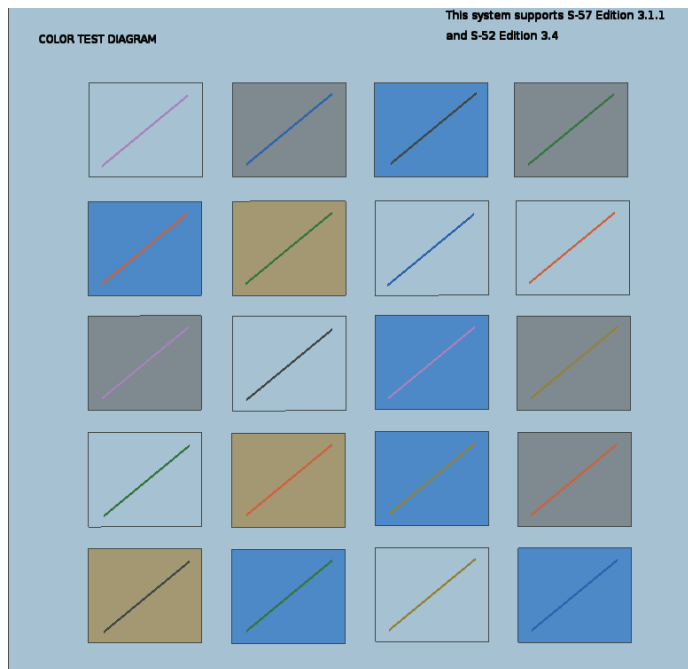 This system supports S-57 Edition 3.1.1
COLOR TEST DIAGRAM
and S-52 Edition 3.4